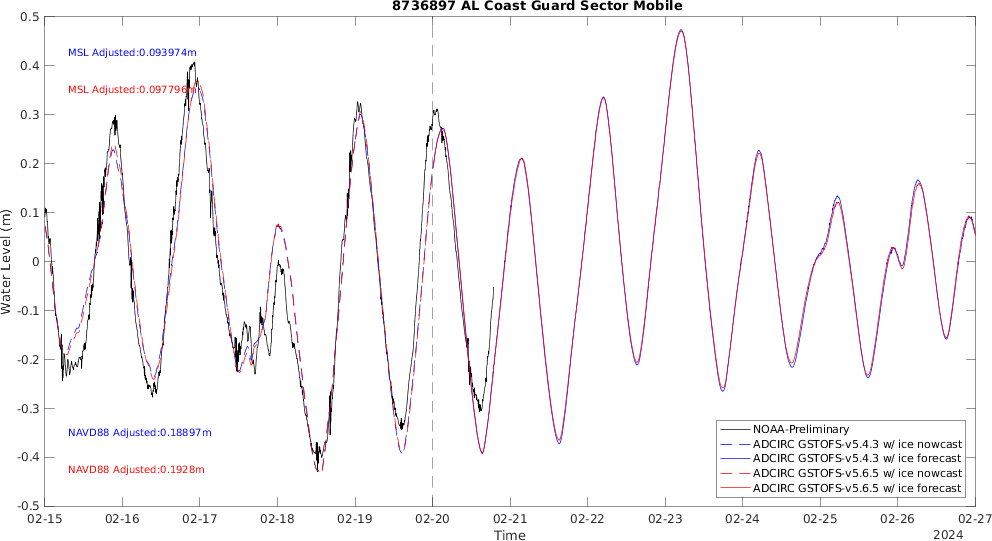 8736897 AL Coast Guard Sector Mobile
0.5
0.4
0.3
0.2
0.1
0
-0.1
-0.2
-0.3
-0.4
-0.5
Water Level (m)
MSL Adjusted:0.093974m
MSL Adjusted:0.097796m
NAVD88 Adjusted:0.18897m
NAVD88 Adjusted:0.1928m
NOAA-Preliminary
ADCIRC GSTOFS-v5.4.3 w/ ice nowcast
ADCIRC GSTOFS-v5.4.3 w/ ice forecast
ADCIRC GSTOFS-v5.6.5 w/ ice nowcast
ADCIRC GSTOFS-v5.6.5 w/ ice forecast
02-15 02-16 02-17 02-18 02-19 02-20 02-21 02-22 02-23 02-24 02-25 02-26 02-27
Time
2024